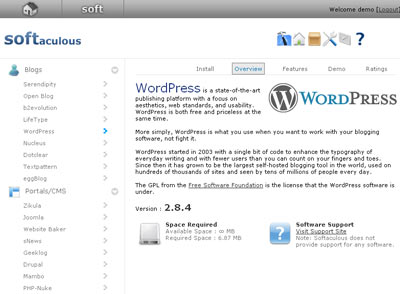 soft
Welcome demo [Logout]
softaculous
Blogs
Serendipity
Open Blog
b2evolution
LifeType
WordPress
Nucleus
Dotclear
Textpattern
eggBlog
Portals/CMS
Zikula
Joomla
Website Baker
sNews
Geeklog
Drupal
Mambo
PHP-Nuke
Install Overview Features Demo Ratings
WordPress is a state-of-the-art
publishing platform with a focus on
aesthetics, web standards, and usability.
WordPress is both free and priceless at the
same time.
WORDPRESS
More simply, WordPress is what you use when you want to work with your blogging
software, not fight it.
WordPress started in 2003 with a single bit of code to enhance the typography of
everyday writing and with fewer users than you can count on your fingers and toes.
Since then it has grown to be the largest self-hosted blogging tool in the world, used on
hundreds of thousands of sites and seen by tens of millions of people every day.
The GPL from the Free Software Foundation is the license that the WordPress software is
under.
Version : 2.8.4
Space Required
Available Space : ∞ MB
Required Space : 6.87 MB
Software Support
Visit Support Site
Note: Softaculous does not
provide support for any software.